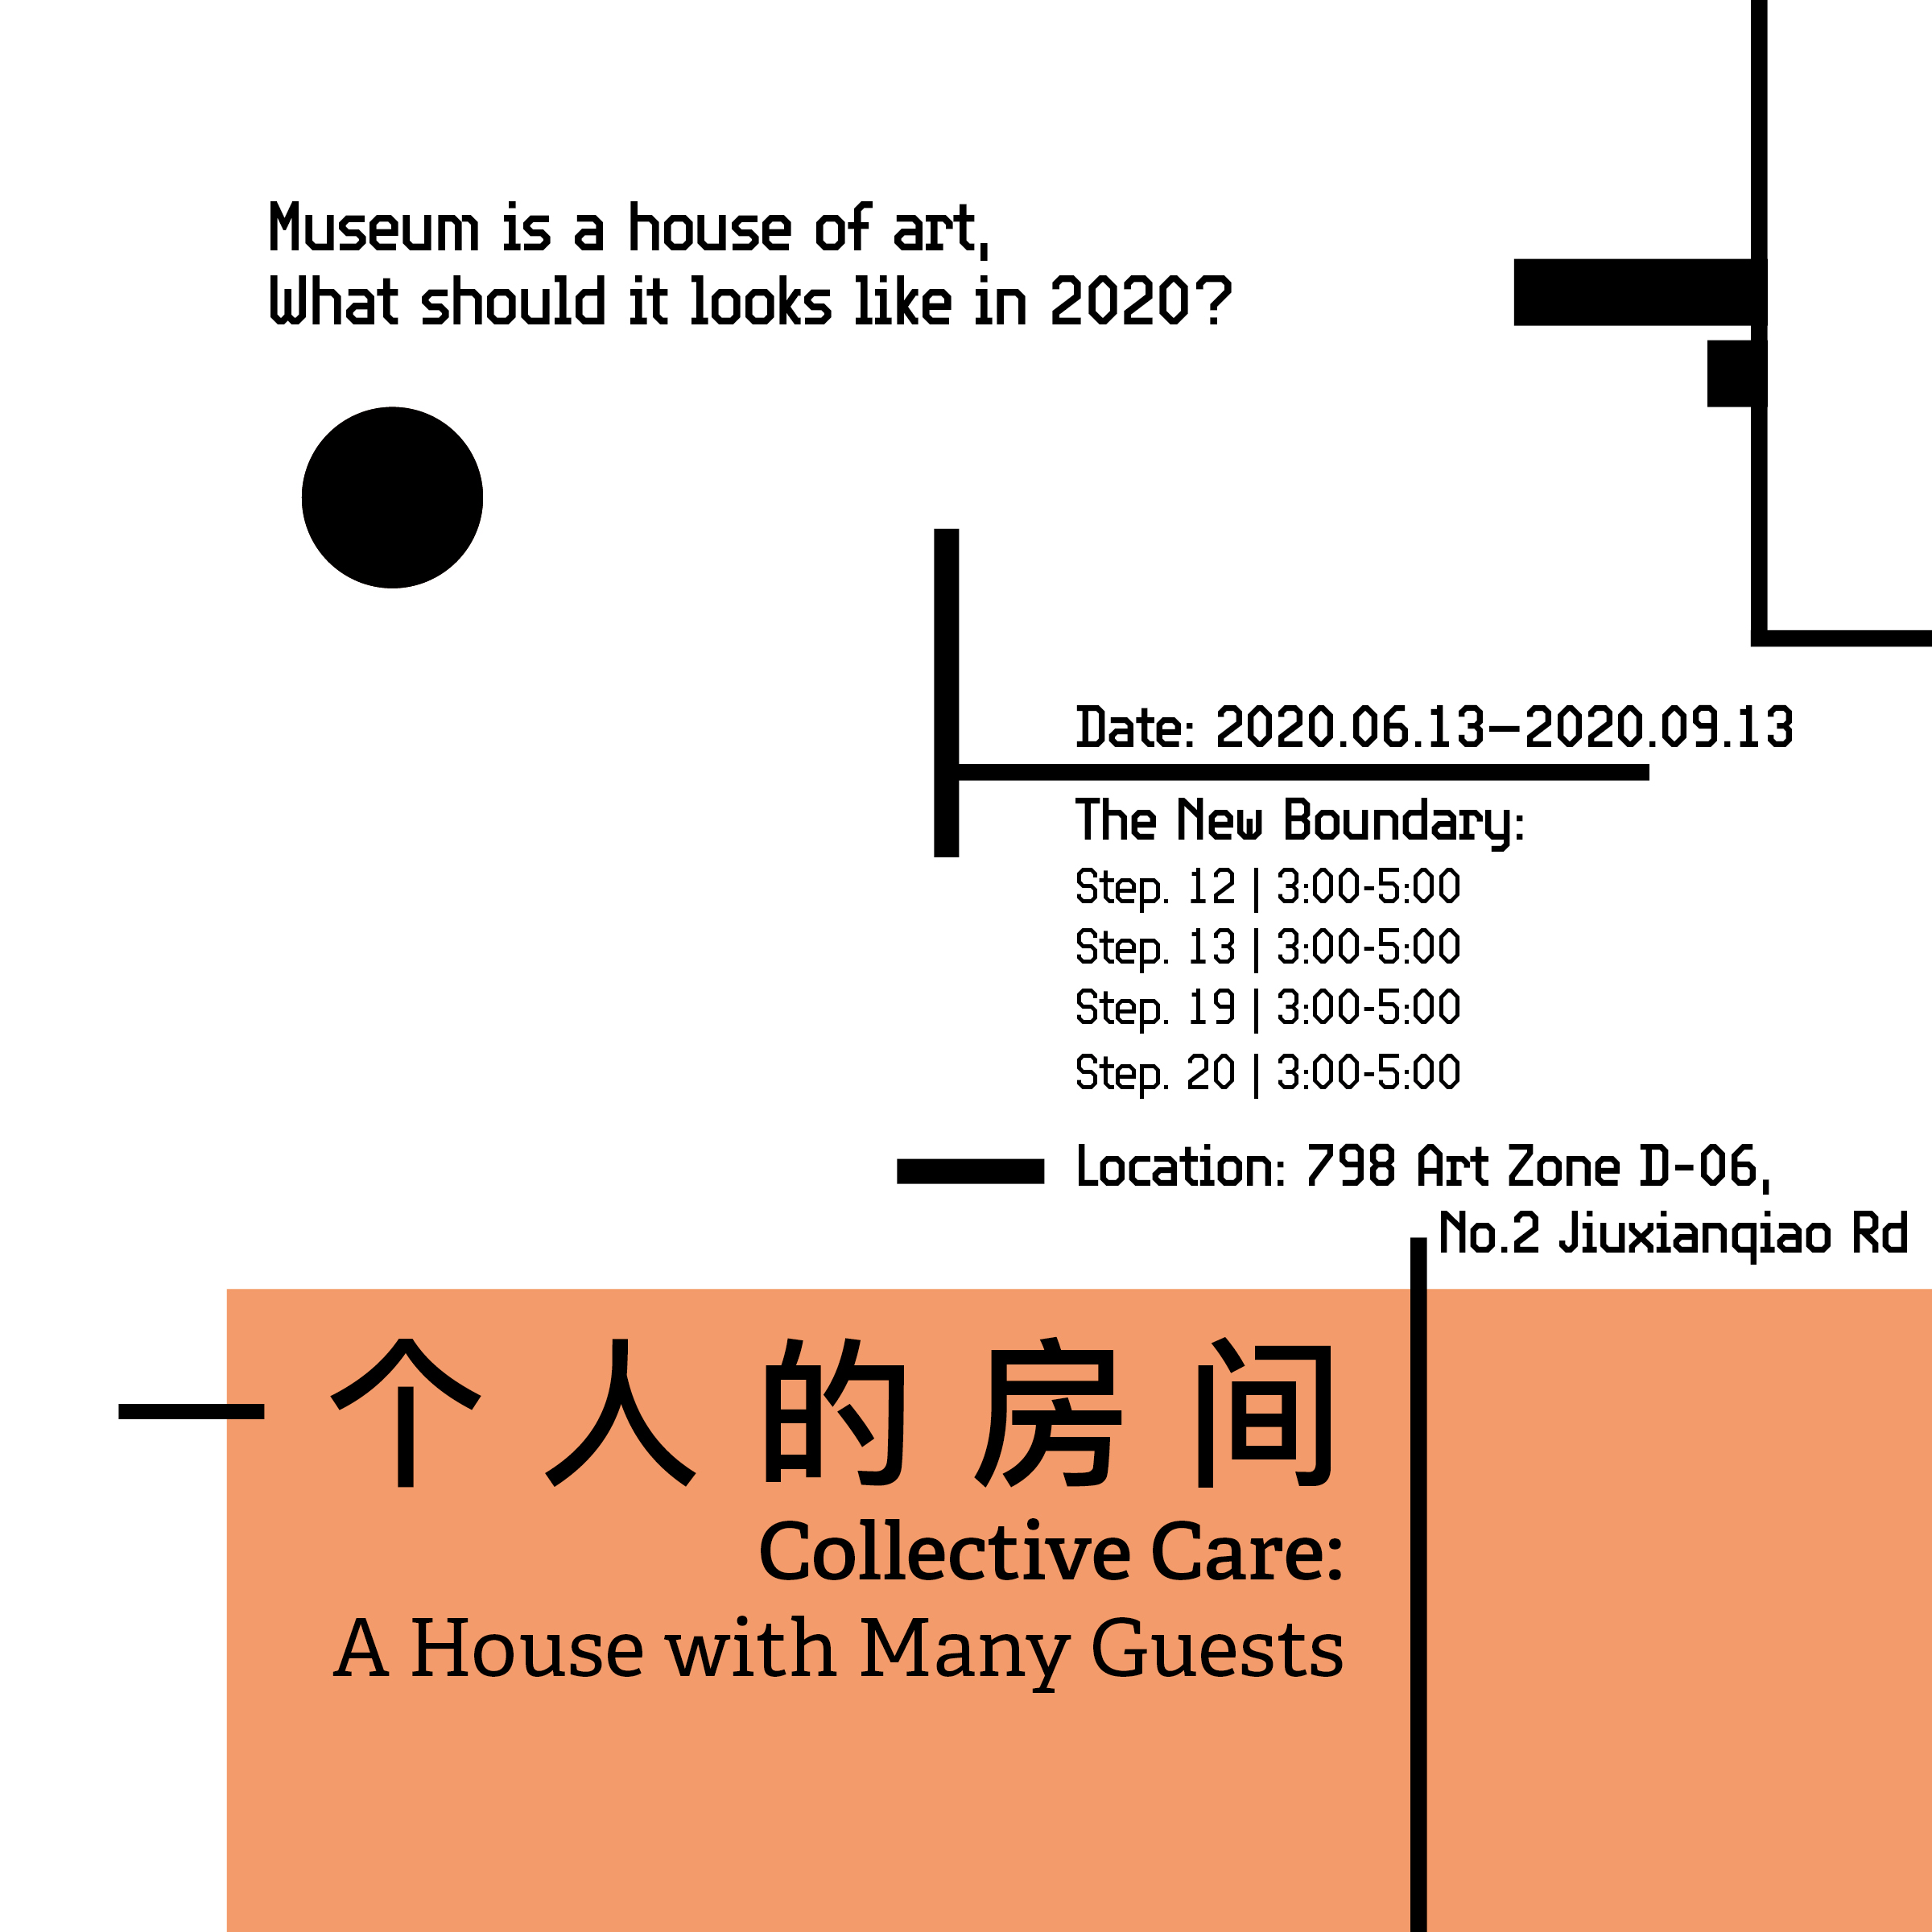 Museum is a house of art,
What should it looks like in 2020?
Date: 2020.06.13—2020.09.13
The New Boundary:
Step. 12 | 3:00-5:00
Step. 13 | 3:00-5:00
Step. 19 | 3:00-5:00
Step. 20 | 3:00-5:00
Location: 798 Art Zone D-06,
No.2 Jiuxianqiao Rd
一个人的房间
Collective Care:
A House with Many Guests